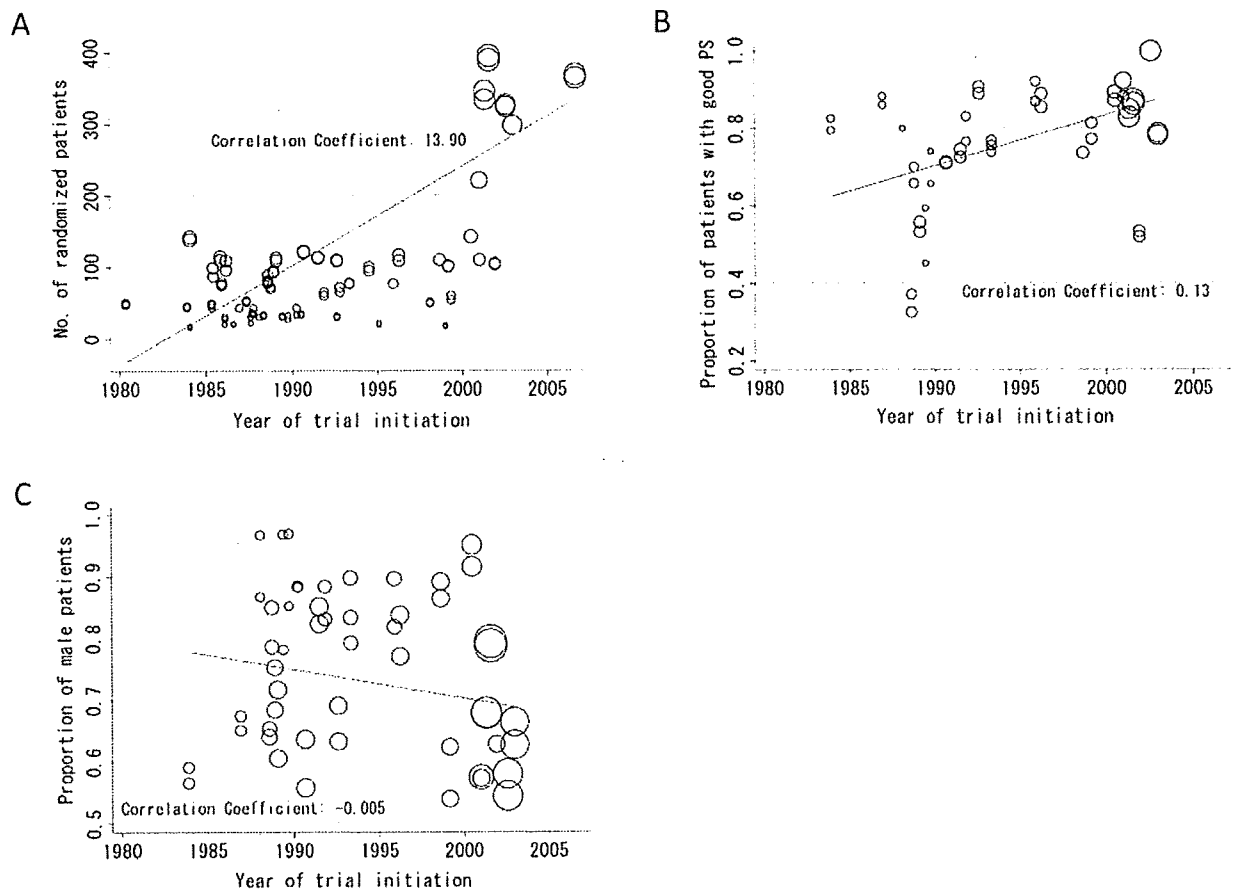 A
No. of randomized patients
400
300
200
100
0
Correlation Coefficient. 13.90
1980 1985 1990 1995 2000 2005
Year of trial initiation
B
Proportion of patients with good PS
1.0
0.8
0.6
0.4
0.2
Correlation Coefficient: 0.13
1980 1985 1990 1995 2000 2005
Year of trial initiation
C
Proportion of male patients
1.0
0.9
0.8
0.7
0.6
0.5
Correlation Coefficient: -0.005
1980 1985 1990 1995 2000 2005
Year of trial initiation